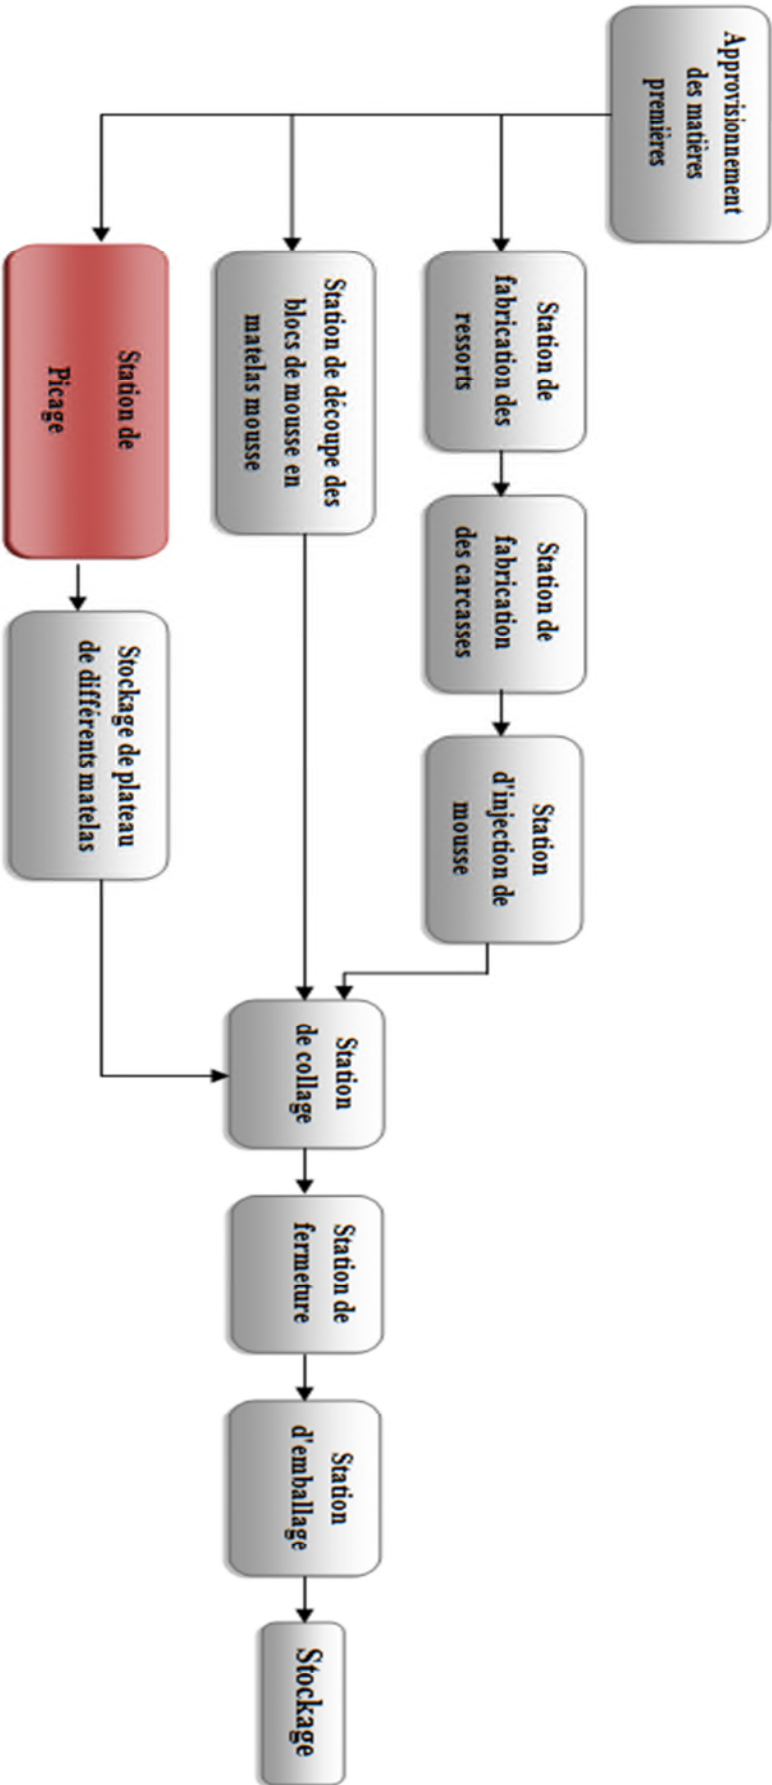 Approvisionnement
des matières
premières
Station de
fabrication des
ressorts
Station de
fabrication
des carcasses
Station
d'injection de
mousse
Station de découpe des
blocs de mousse en
matelas mousse
Station de
Picage
Stockage de plateau
de différents matelas
Station
de collage
Station de
fermeture
Station
d'emballage
Stockage